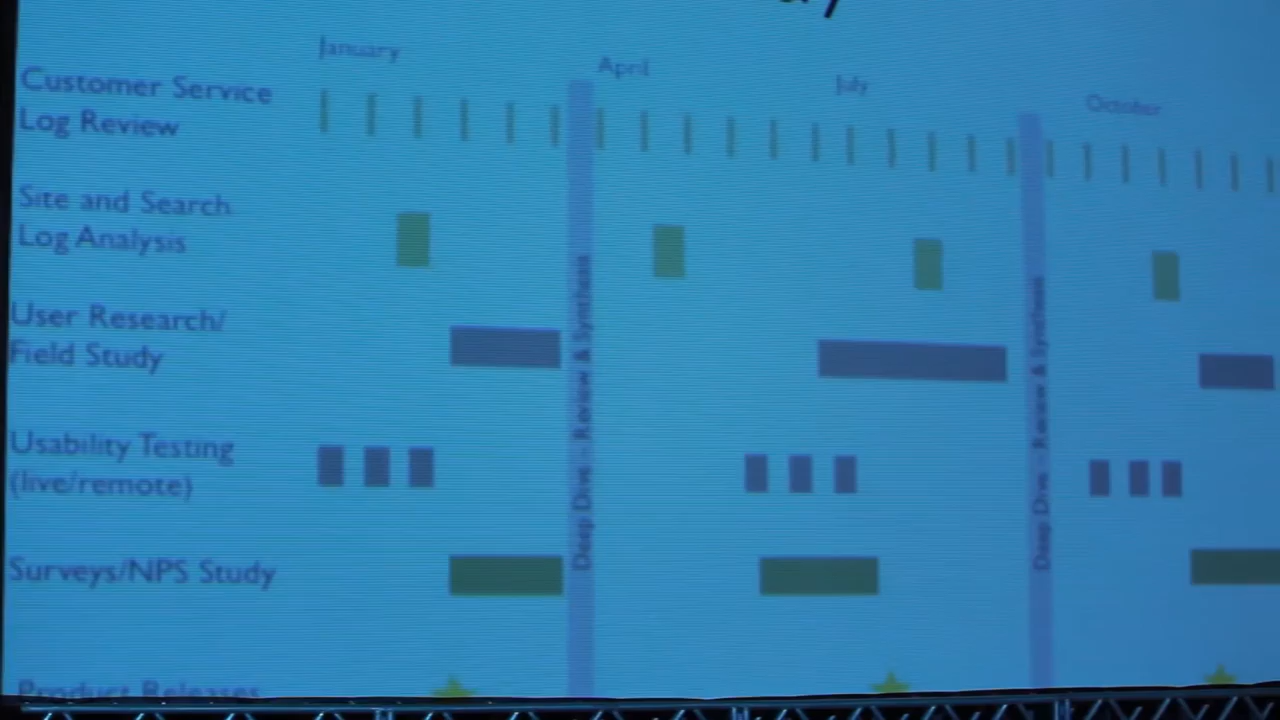 January
April
July
October
Customer Service
Log Review
Site and Search
Log Analysis
User Research/
Field Study
Usability Testing
(live/remote)
Surveys/NPS Study
Product Releases
Deep Dive - Review & Synthesis
Deep Dive - Review & Synthesis